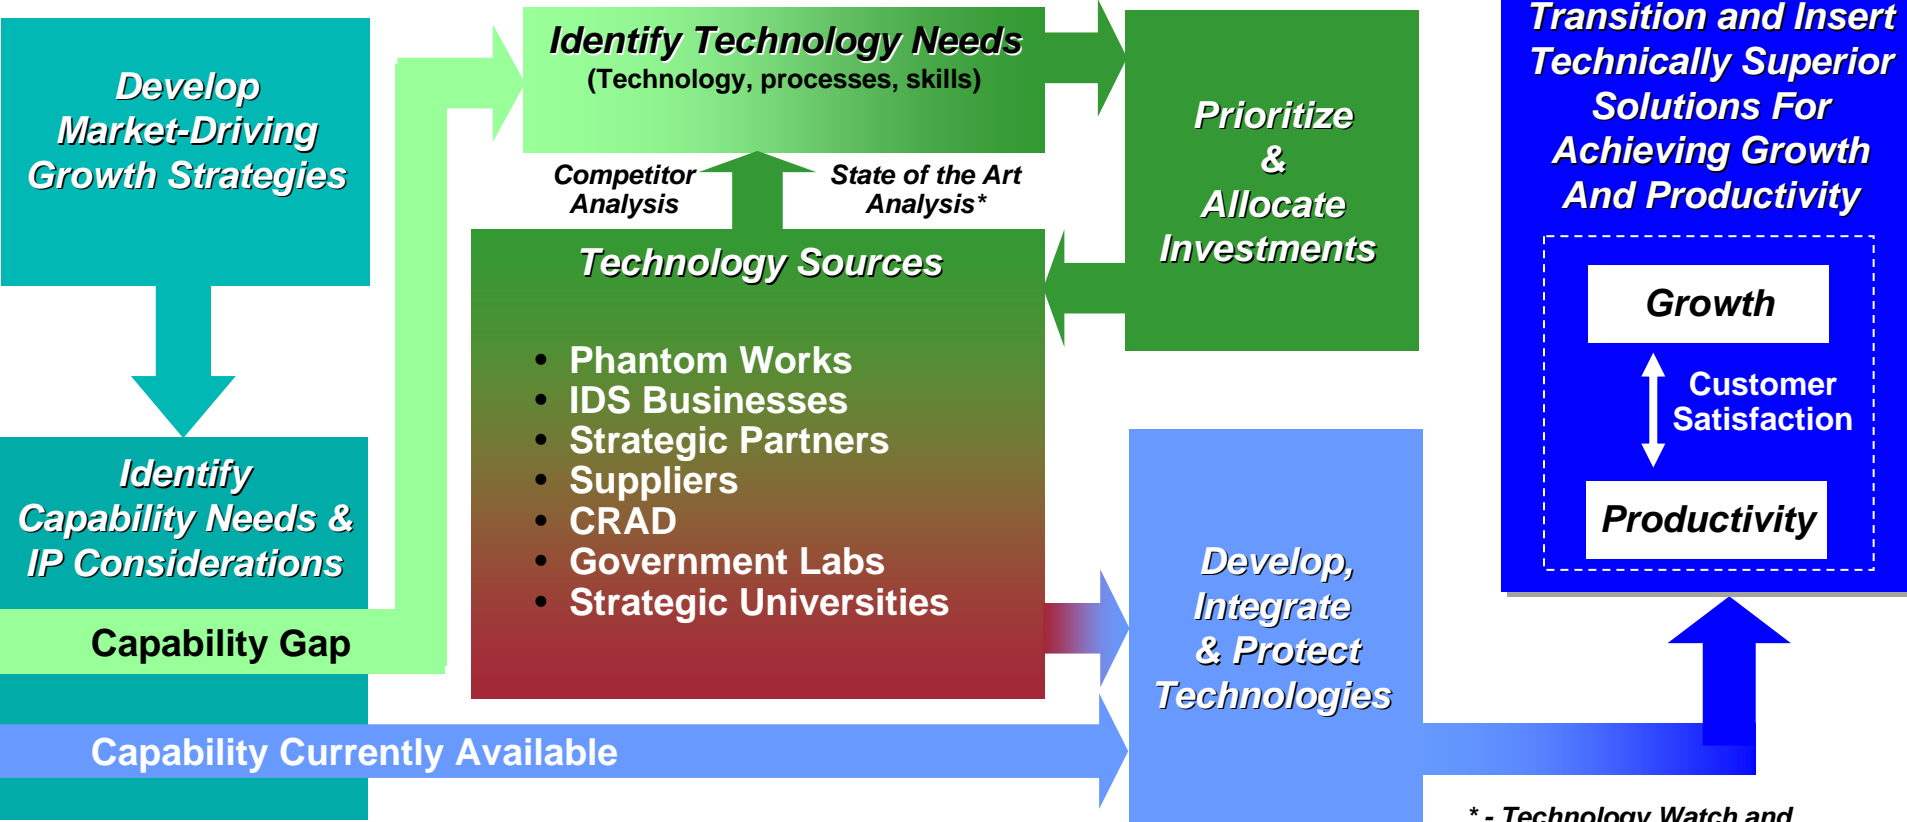 Develop
Market-Driving
Growth Strategies
Identify
Capability Needs &
IP Considerations
Capability Gap
Capability Currently Available
Identify Technology Needs
(Technology, processes, skills)
Competitor
Analysis
State of the Art
Analysis*
Technology Sources
• Phantom Works
• IDS Businesses
• Strategic Partners
• Suppliers
• CRAD
• Government Labs
• Strategic Universities
Prioritize
&
Allocate
Investments
Develop,
Integrate
& Protect
Technologies
Transition and Insert
Technically Superior
Solutions For
Achieving Growth
And Productivity
Growth
Customer
Satisfaction
Productivity
* - Technology Watch and